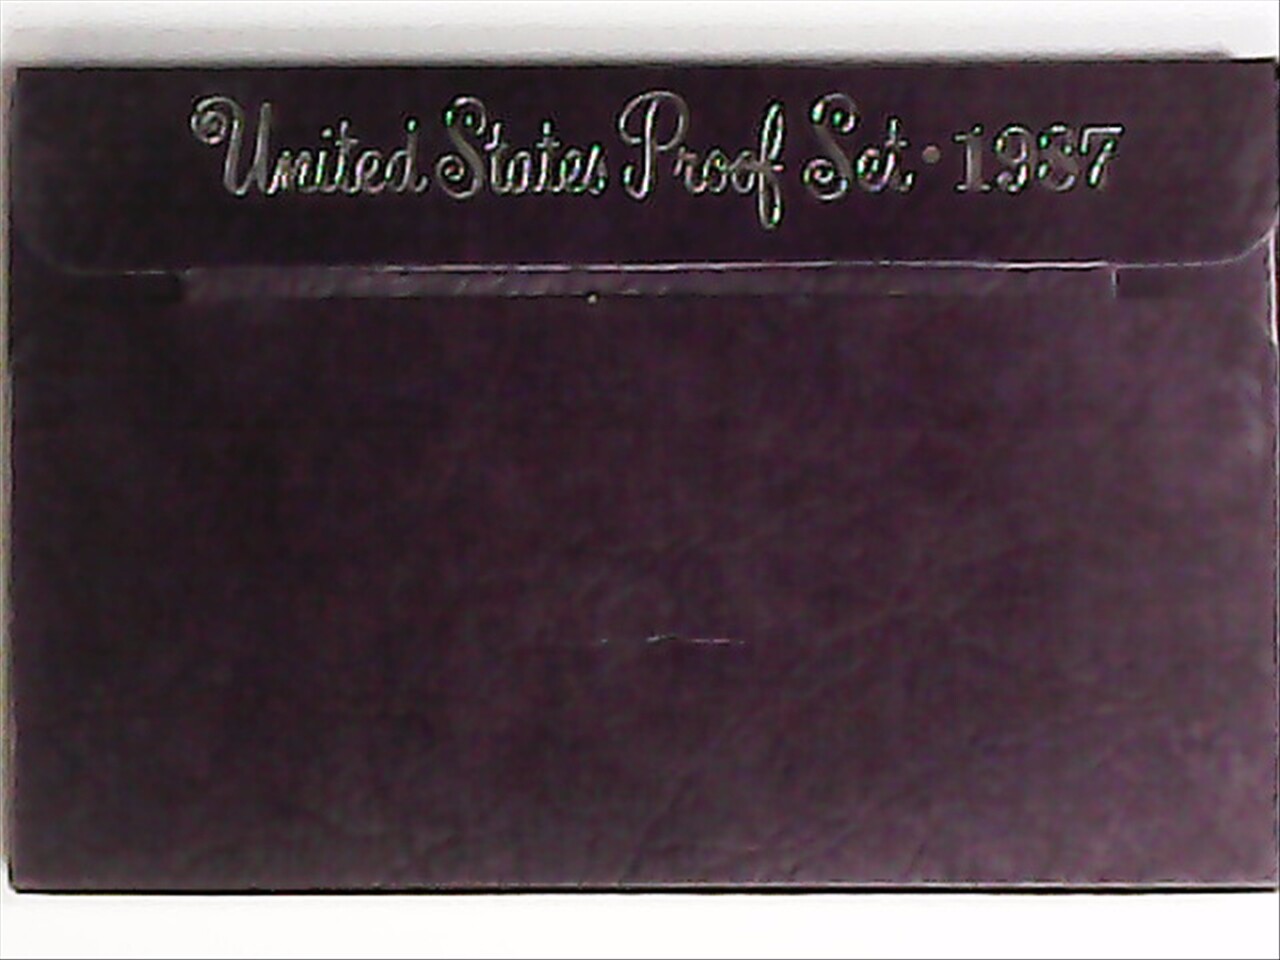 United States Proof Set · 1987